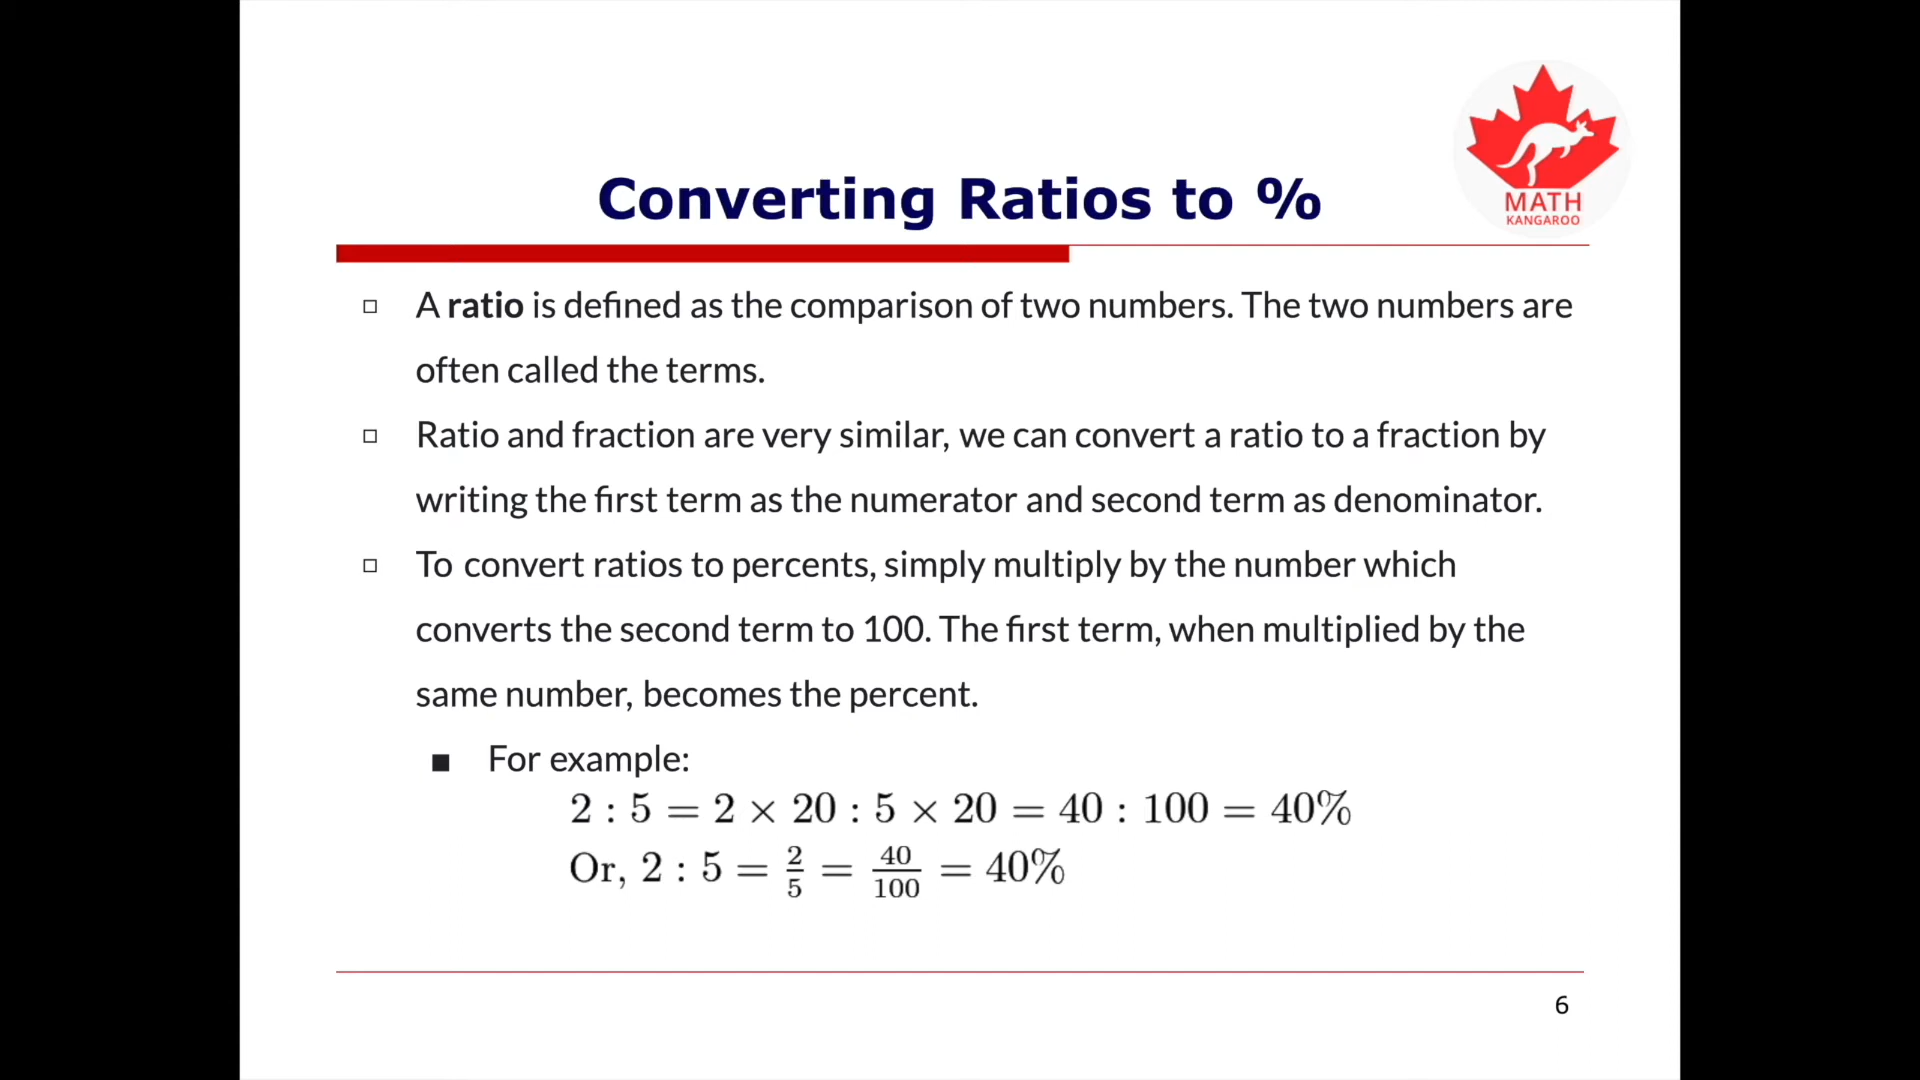 MATH
KANGAROO
Converting Ratios to %
A ratio is defined as the comparison of two numbers. The two numbers are
often called the terms.
Ratio and fraction are very similar, we can convert a ratio to a fraction by
writing the first term as the numerator and second term as denominator.
To convert ratios to percents, simply multiply by the number which
converts the second term to 100. The first term, when multiplied by the
same number, becomes the percent.
For example:
2 : 5 = 2 × 20 : 5 × 20 = 40 : 100 = 40%
Or, 2 : 5 = 2/5 = 40/100 = 40%
6